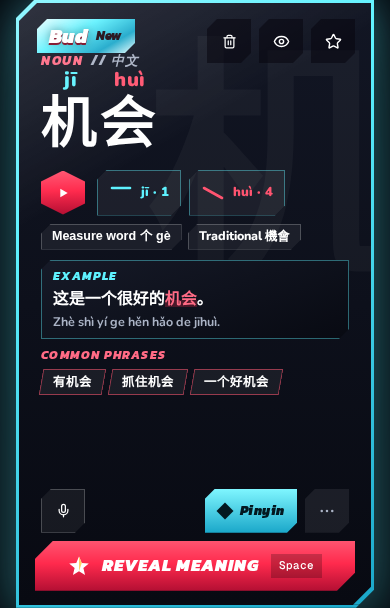 Bud New
NOUN // 中文
jī huì
机会
jī · 1 huì · 4
Measure word 个 gè Traditional 機會
EXAMPLE
这是一个很好的机会。
Zhè shì yí ge hěn hǎo de jīhuì.
COMMON PHRASES
有机会 抓住机会 一个好机会
Pinyin ...
REVEAL MEANING Space